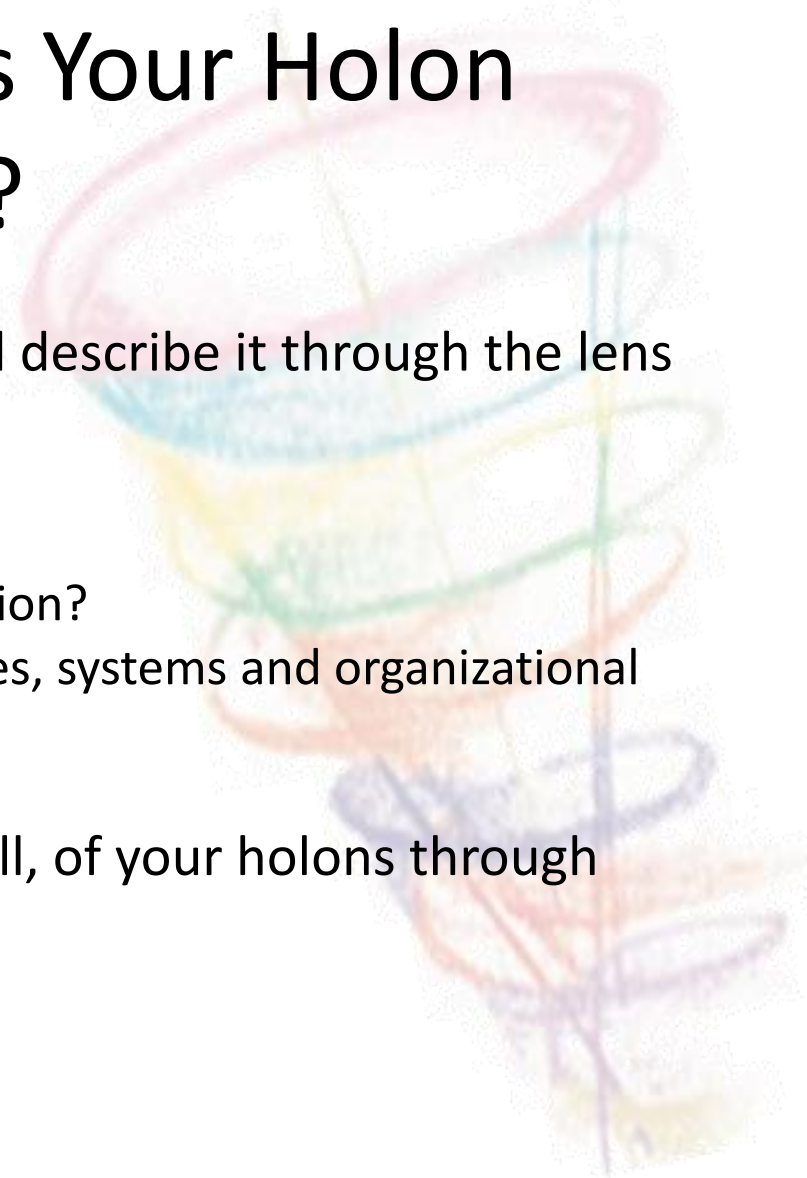 s Your Holon
?
l describe it through the lens
ion?
es, systems and organizational
ll, of your holons through